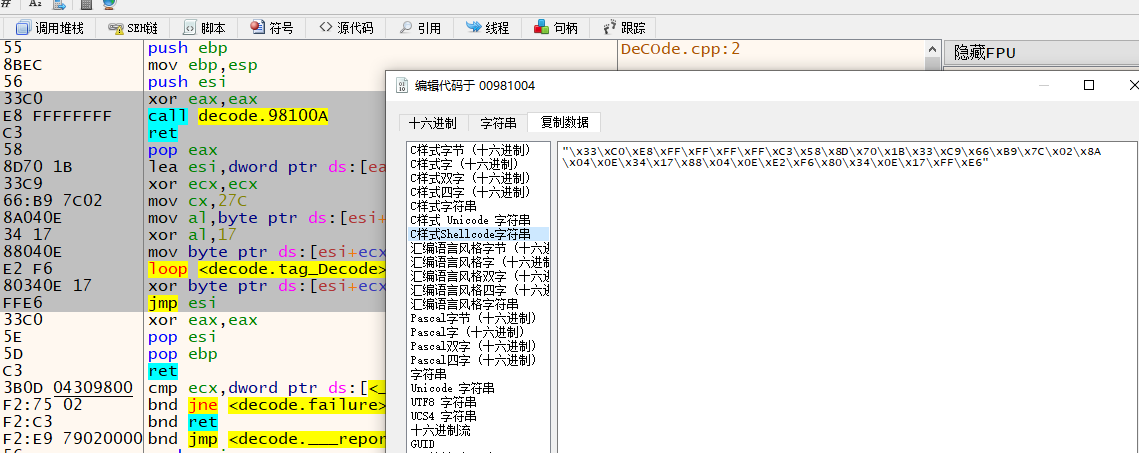 调用堆栈 SEH链 脚本 符号 源代码 引用 线程 句柄 跟踪
55 push ebp DeCOde.cpp:2
隐藏FPU
8BEC mov ebp,esp
56 push esi
33C0 xor eax,eax
E8 FFFFFFFF call decode.98100A
C3 ret
58 pop eax
8D70 1B lea esi,dword ptr ds:[ea
33C9 xor ecx,ecx
66:B9 7C02 mov cx,27C
8A040E mov al,byte ptr ds:[esi+
34 17 xor al,17
88040E mov byte ptr ds:[esi+ecx
E2 F6 loop <decode.tag_Decode>
80340E 17 xor byte ptr ds:[esi+ecx
FFE6 jmp esi
33C0 xor eax,eax
5E pop esi
5D pop ebp
C3 ret
3B0D 04309800 cmp ecx,dword ptr ds:[<_
F2:75 02 bnd jne <decode.failure>
F2:C3 bnd ret
F2:E9 79020000 bnd jmp <decode.___repor
编辑代码于 00981004
十六进制 字符串 复制数据
C样式字节 (十六进制)
C样式字 (十六进制)
C样式双字 (十六进制)
C样式四字 (十六进制)
C样式字符串
C样式 Unicode 字符串
C样式Shellcode字符串
汇编语言风格字节 (十六进
汇编语言风格字 (十六进制
汇编语言风格双字 (十六进
汇编语言风格四字 (十六进
汇编语言风格字符串
Pascal字节 (十六进制)
Pascal字 (十六进制)
Pascal双字 (十六进制)
Pascal四字 (十六进制)
字符串
Unicode 字符串
UTF8 字符串
UCS4 字符串
十六进制流
GUID
"\x33\xC0\xE8\xFF\xFF\xFF\xFF\xC3\x58\x8D\x70\x1B\x33\xC9\x66\xB9\x7C\x02\x8A
\x04\x0E\x34\x17\x88\x04\x0E\xE2\xF6\x80\x34\x0E\x17\xFF\xE6"